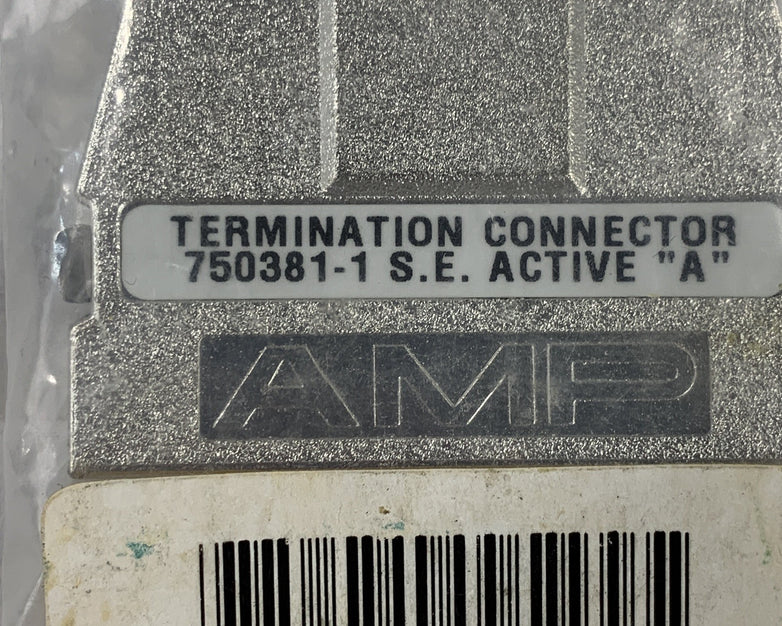 TERMINATION CONNECTOR
750381-1 S.E. ACTIVE "A"
AMP